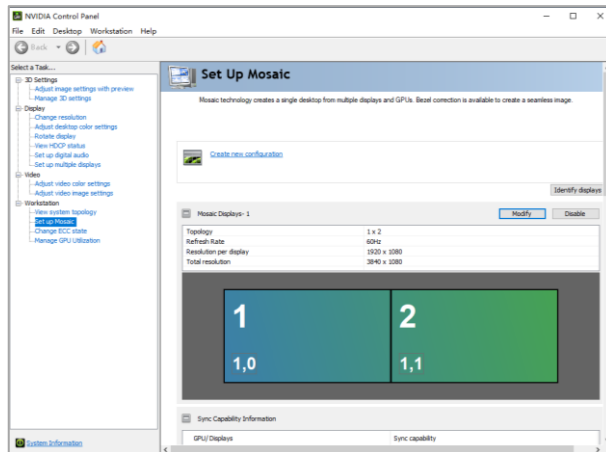 NVIDIA Control Panel
File Edit Desktop Workstation Help
Back
Select a Task...
3D Settings
Adjust image settings with preview
Manage 3D settings
Display
Change resolution
Adjust desktop color settings
Rotate display
View HDCP status
Set up digital audio
Set up multiple displays
Video
Adjust video color settings
Adjust video image settings
Workstation
View system topology
Set up Mosaic
Change ECC state
Manage GPU Utilization
System Information
Set Up Mosaic
Mosaic technology creates a single desktop from multiple displays and GPUs. Bezel correction is available to create a seamless image.
Create new configuration
Identify displays
Mosaic Displays- 1 Modify Disable
Topology 1 x 2
Refresh Rate 60Hz
Resolution per display 1920 x 1080
Total resolution 3840 x 1080
1 2
1,0 1,1
Sync Capability Information
GPU/Displays Sync capability